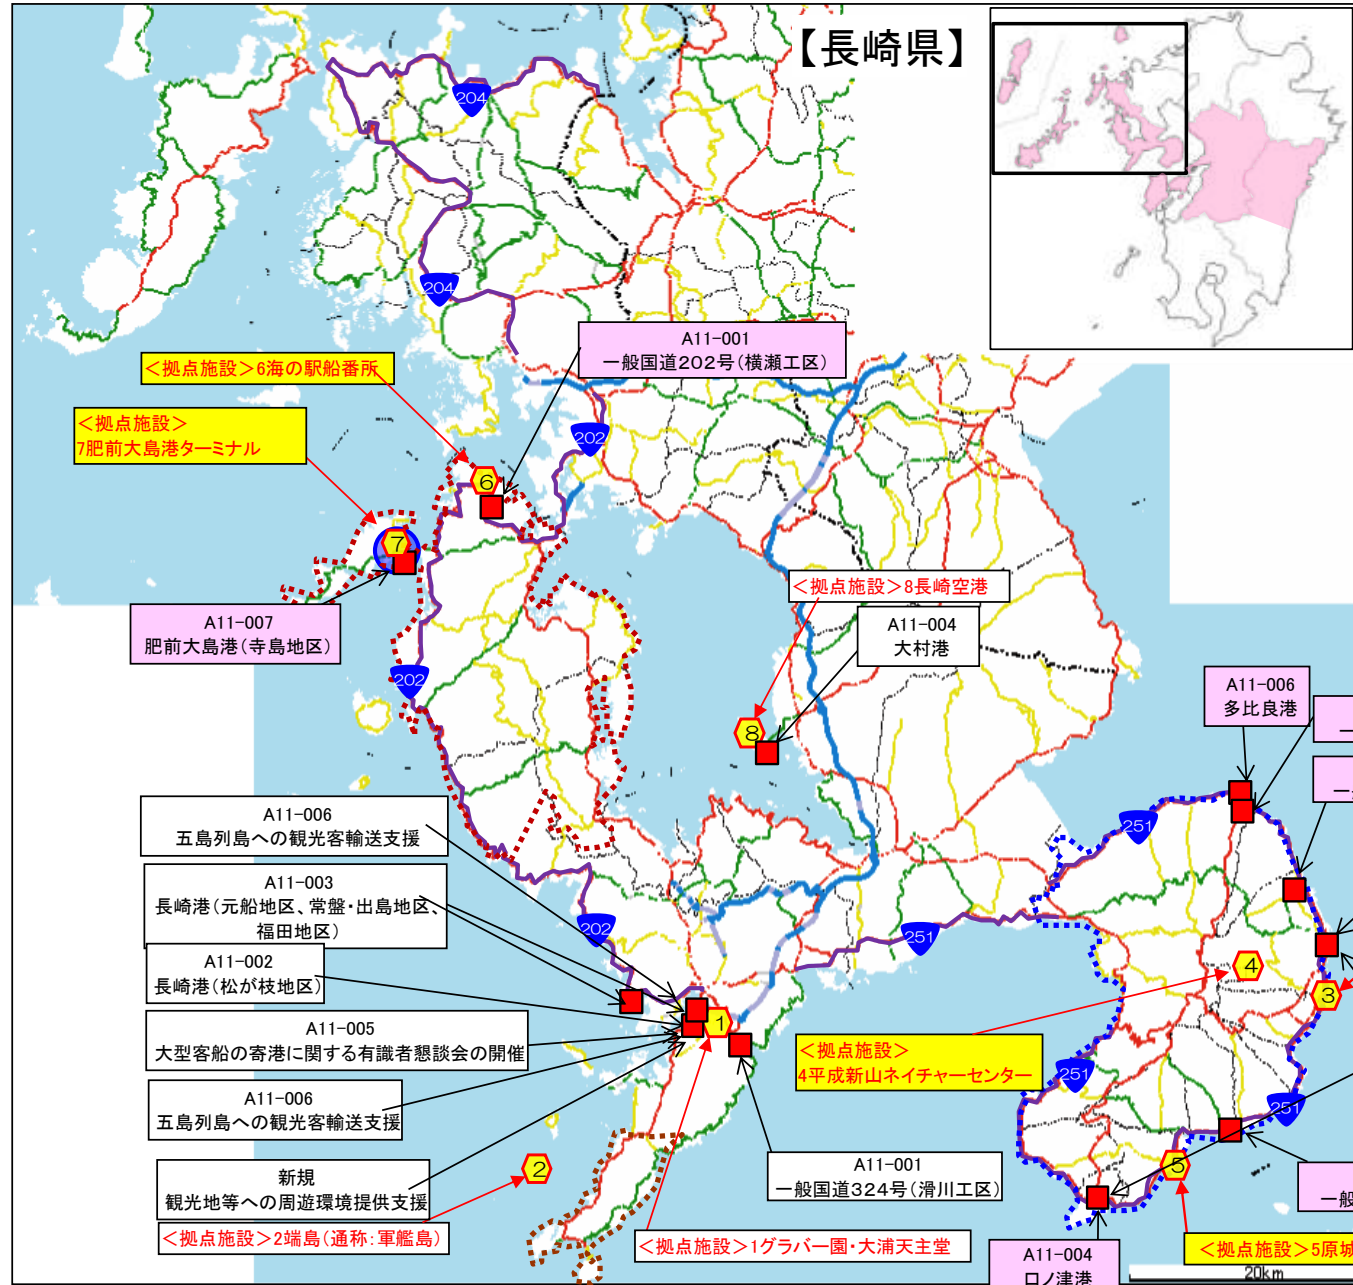 【長崎県】
204
204
A11-001
一般国道202号(横瀬工区)
<拠点施設>6海の駅船番所
<拠点施設>
7肥前大島港ターミナル
202
6
7
<拠点施設>8長崎空港
A11-004
大村港
A11-007
肥前大島港(寺島地区)
202
8
A11-006
多比良港
一
一
251
A11-006
五島列島への観光客輸送支援
A11-003
長崎港(元船地区、常盤・出島地区、
福田地区)
202
251
A11-002
長崎港(松が枝地区)
4
3
1
A11-005
大型客船の寄港に関する有識者懇談会の開催
<拠点施設>
4平成新山ネイチャーセンター
251
251
A11-006
五島列島への観光客輸送支援
2
5
新規
観光地等への周遊環境提供支援
A11-001
一般国道324号(滑川工区)
一般
<拠点施設>2端島(通称:軍艦島)
<拠点施設>1グラバー園・大浦天主堂
A11-004
口ノ津港
<拠点施設>5原城
20km